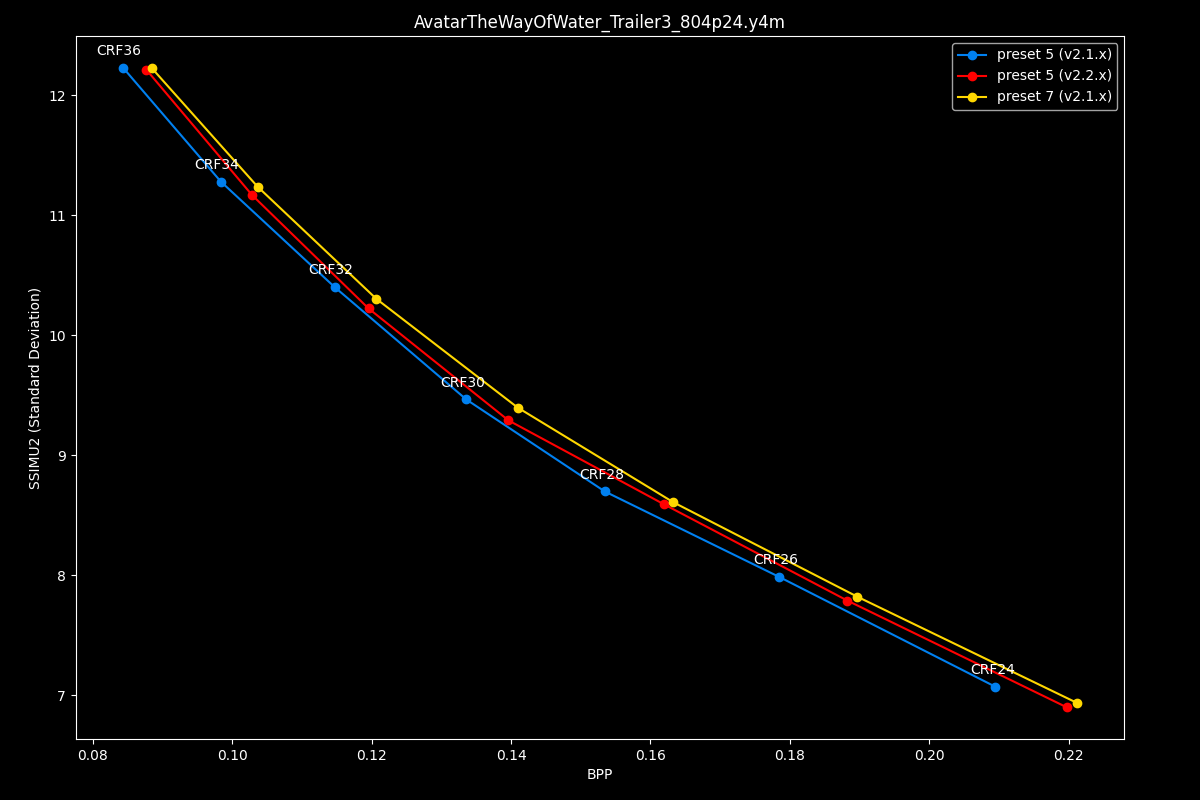 AvatarTheWayOfWater_Trailer3_804p24.y4m
preset 5 (v2.1.x)
preset 5 (v2.2.x)
preset 7 (v2.1.x)
CRF36
CRF34
CRF32
CRF30
CRF28
CRF26
CRF24
SSIMU2 (Standard Deviation)
12
11
10
9
8
7
0.08 0.10 0.12 0.14 0.16 0.18 0.20 0.22
BPP